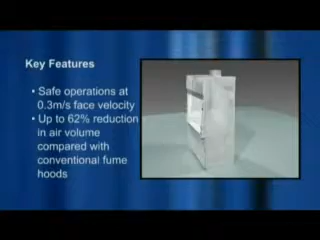 Key Features
• Safe operations at
0.3m/s face velocity
• Up to 62% reduction
in air volume
compared with
conventional fume
hoods